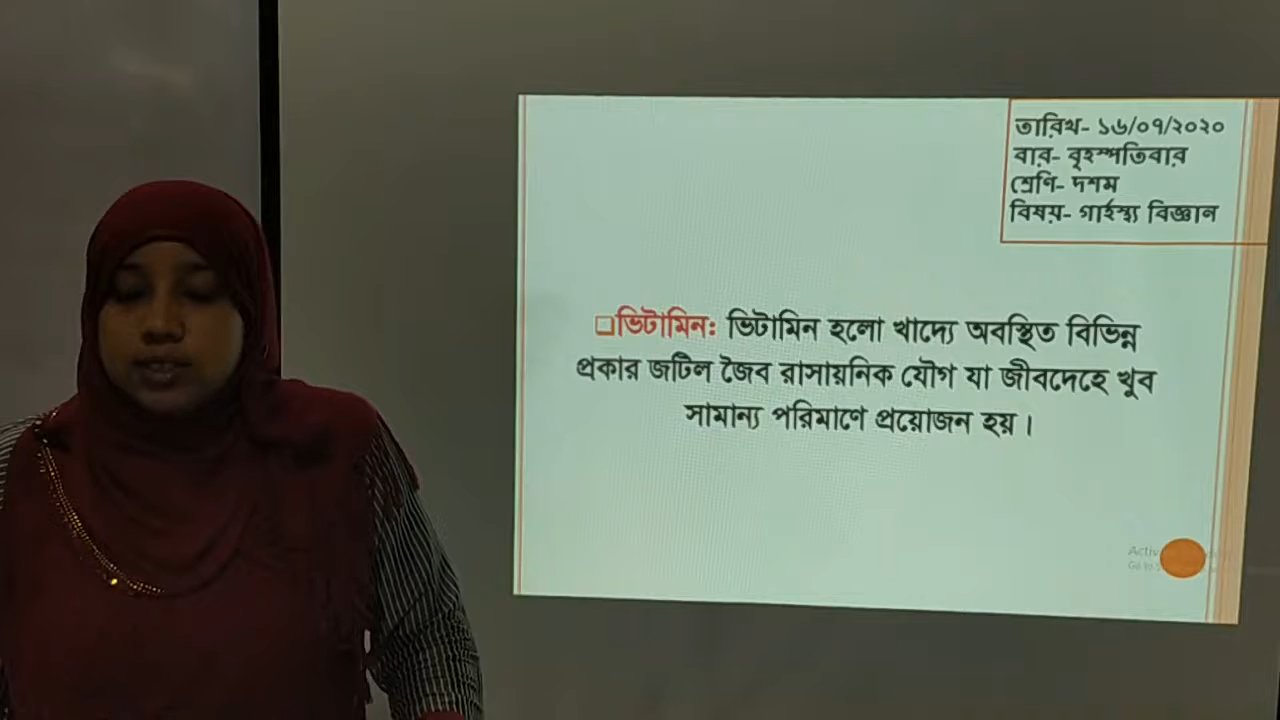 তারিখ- ১৬/০৭/২০২০
বার- বৃহস্পতিবার
শ্রেণি- দশম
বিষয়- গার্হস্থ্য বিজ্ঞান
ভিটামিন: ভিটামিন হলো খাদ্যে অবস্থিত বিভিন্ন
প্রকার জটিল জৈব রাসায়নিক যৌগ যা জীবদেহে খুব
সামান্য পরিমাণে প্রয়োজন হয়।